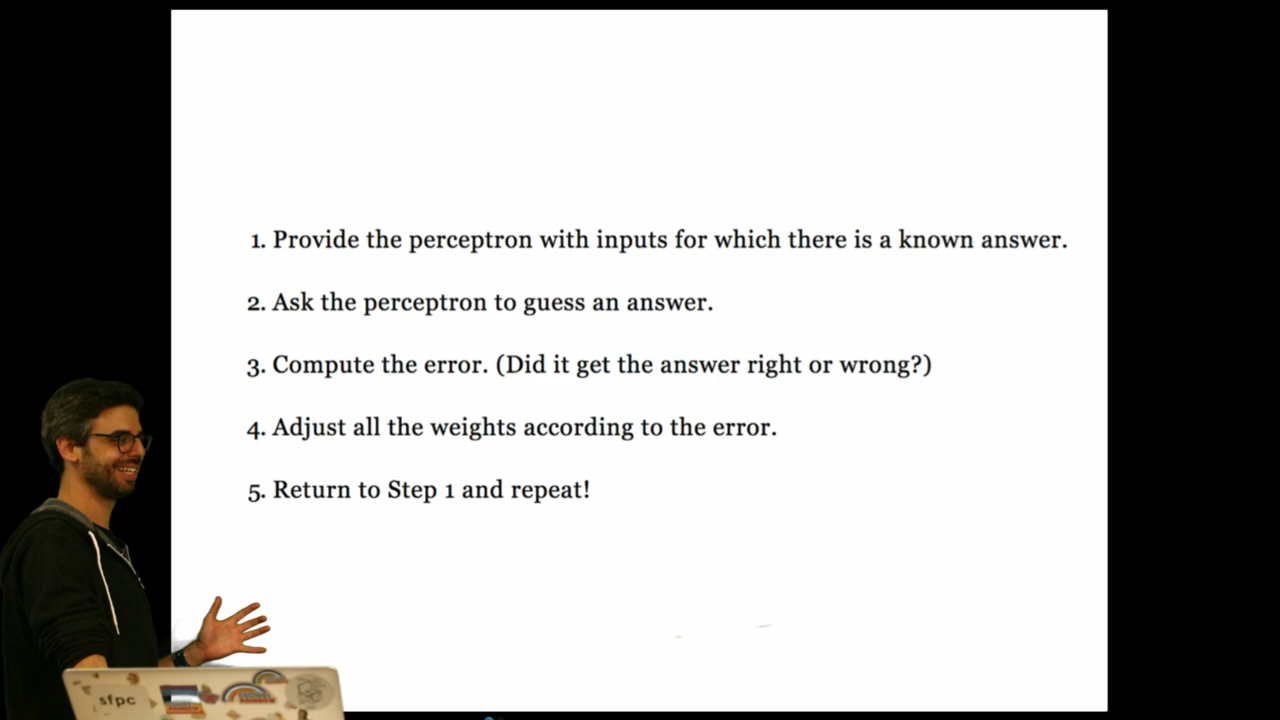 1. Provide the perceptron with inputs for which there is a known answer.
2. Ask the perceptron to guess an answer.
3. Compute the error. (Did it get the answer right or wrong?)
4. Adjust all the weights according to the error.
5. Return to Step 1 and repeat!
sfpc